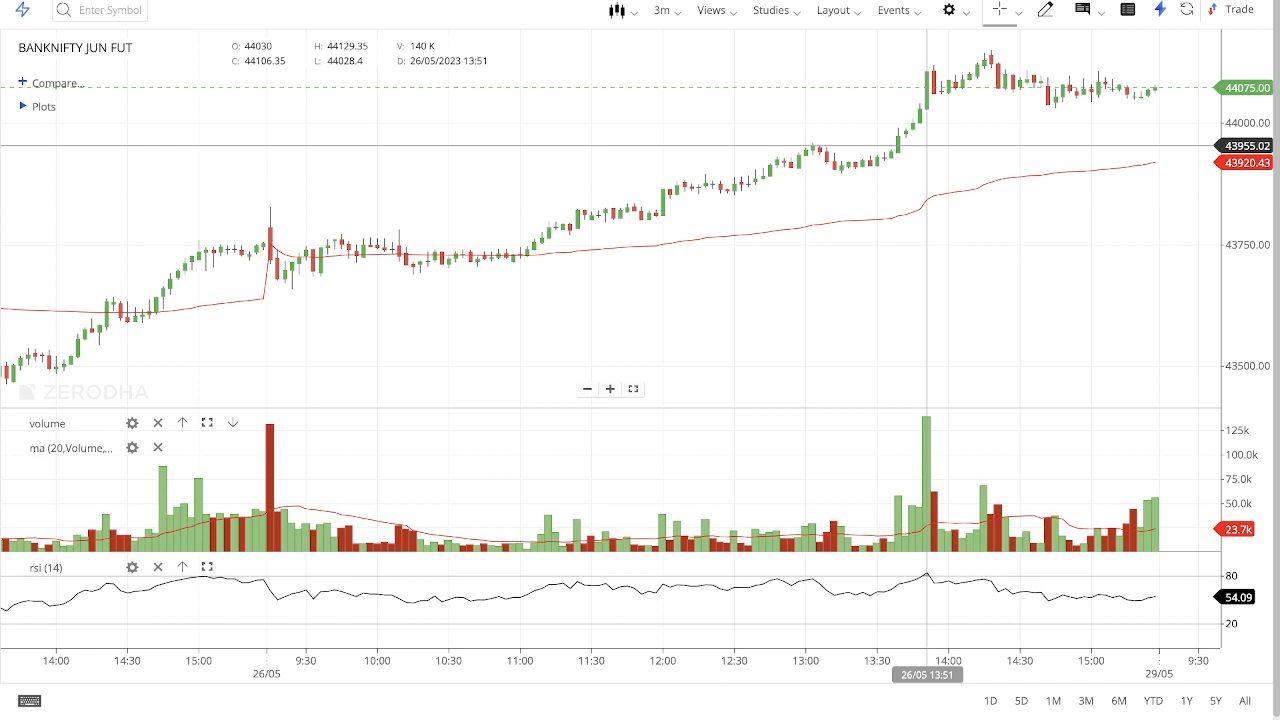 Enter Symbol 3m Views Studies Layout Events Trade
BANKNIFTY JUN FUT
O: 44030 H: 44129.35 V: 140 K
C: 44106.35 L: 44028.4 D: 26/05/2023 13:51
+ Compare...
Plots
44075.00
44000.00
43955.02
43920.43
43750.00
43500.00
ZERODHA
volume
ma (20,Volume,...
125k
100.0k
75.0k
50.0k
23.7k
rsi (14)
80
54.09
20
14:00 14:30 15:00 9:30 10:00 10:30 11:00 11:30 12:00 12:30 13:00 13:30 14:00 14:30 15:00 9:30
26/05 26/05 13:51 29/05
1D 5D 1M 3M 6M YTD 1Y 5Y All